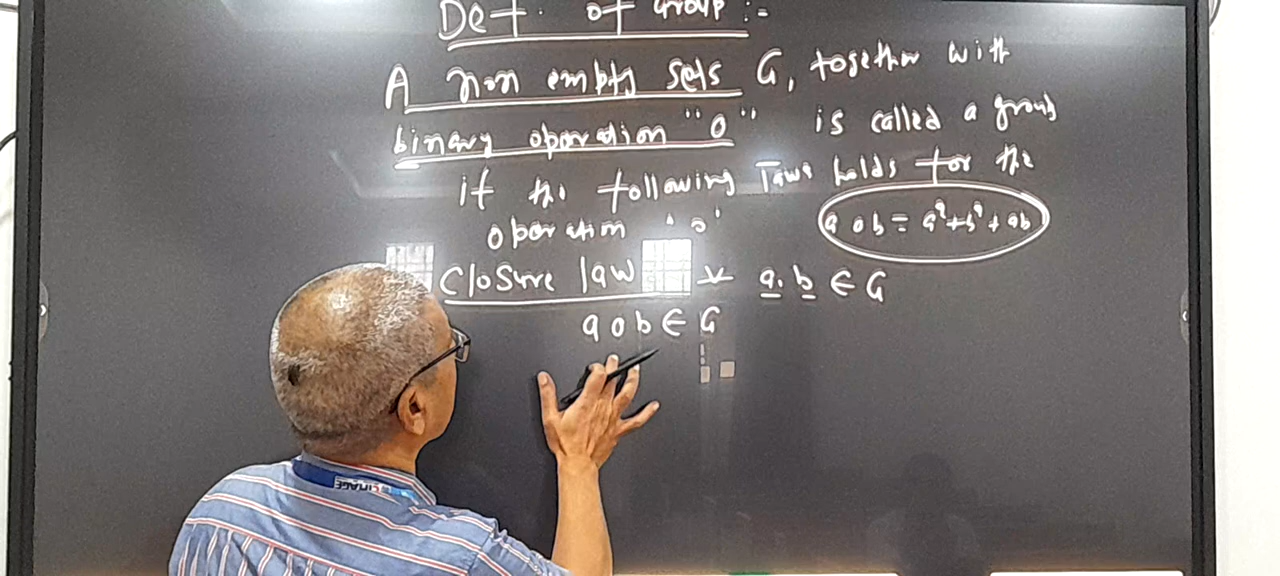 Def. of Group :-
A non empty sets G, together with
binary operation "o" is called a group
if the following laws holds for the
operation 'o'
a o b = a²+b²+ab
Closure law ∀ a, b ∈ G
a o b ∈ G